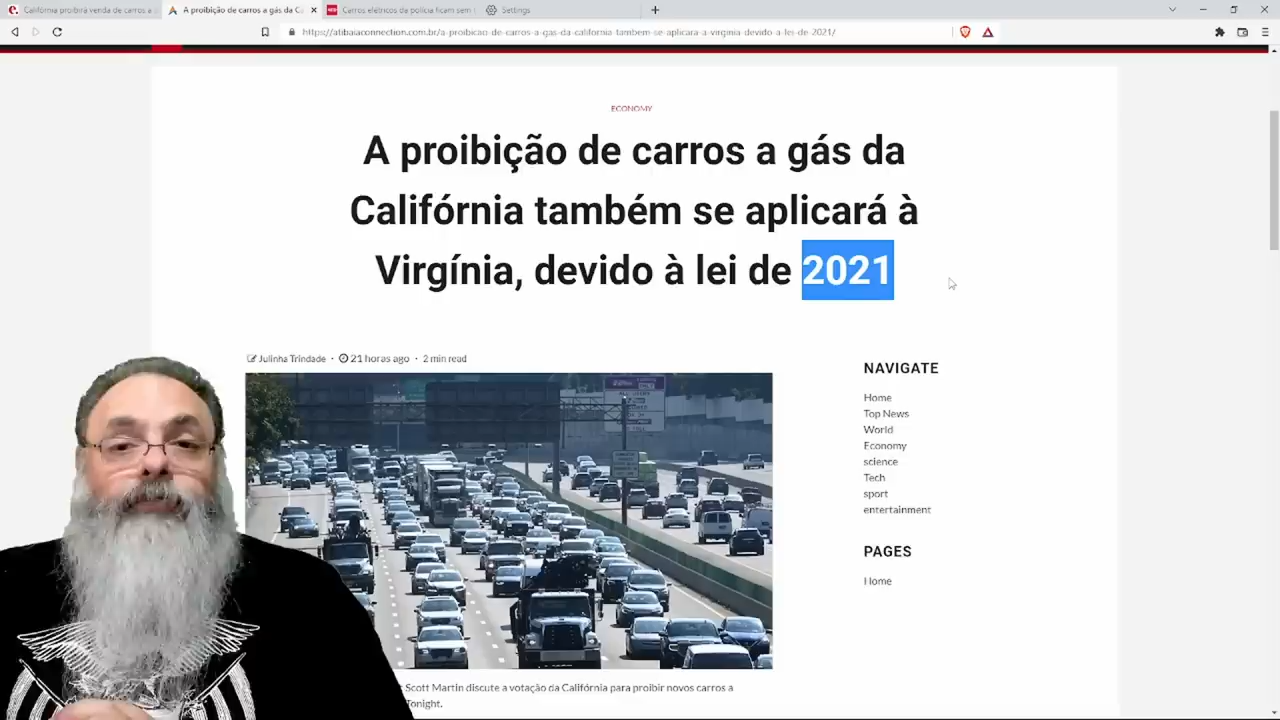 Califórnia proibirá venda de carros a
A proibição de carros a gás da Ca
Carros elétricos da polícia ficam sem
Settings
https://atibaiaconnection.com.br/a-proibicao-de-carros-a-gas-da-california-tambem-se-aplicara-a-virginia-devido-a-lei-de-2021/
ECONOMY
A proibição de carros a gás da
Califórnia também se aplicará à
Virgínia, devido à lei de 2021
Julinha Trindade · 21 horas ago · 2 min read
NAVIGATE
Home
Top News
World
Economy
science
Tech
sport
entertainment
PAGES
Home
Scott Martin discute a votação da Califórnia para proibir novos carros a
Tonight.